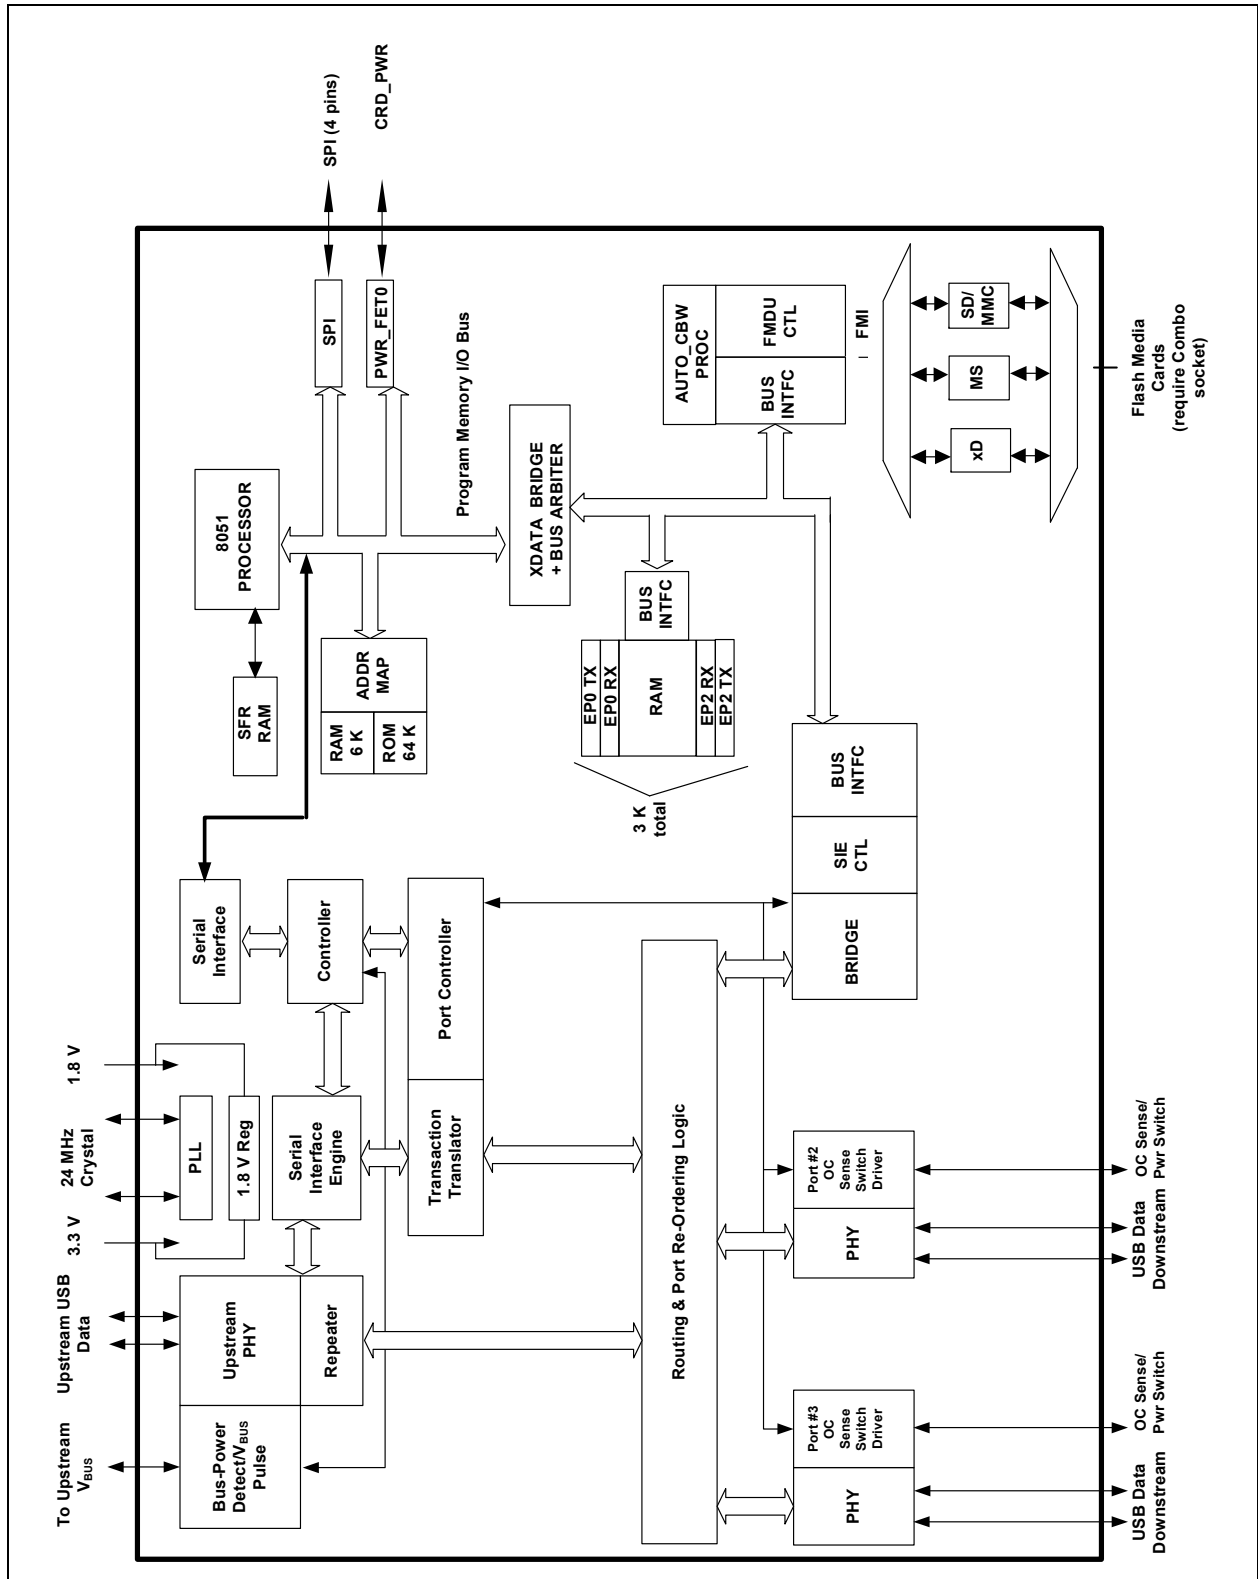 To Upstream
VBUS
Upstream USB
Data
3.3 V
24 MHz
Crystal
1.8 V
Bus-Power
Detect/VBUS
Pulse
Upstream
PHY
Repeater
PLL
1.8 V Reg
Serial
Interface
Engine
Serial
Interface
Controller
Transaction
Translator
Port Controller
SFR
RAM
8051
PROCESSOR
RAM
6 K
ROM
64 K
ADDR
MAP
SPI
PWR_FET0
SPI (4 pins)
CRD_PWR
Program Memory I/O Bus
XDATA BRIDGE
+ BUS ARBITER
3 K
total
EP0 TX
EP0 RX
RAM
EP2 RX
EP2 TX
BUS
INTFC
AUTO_CBW
PROC
BUS
INTFC
FMDU
CTL
FMI
Routing & Port Re-Ordering Logic
BRIDGE
SIE
CTL
BUS
INTFC
PHY
Port #3
OC
Sense
Switch
Driver
PHY
Port #2
OC
Sense
Switch
Driver
xD
MS
SD/
MMC
USB Data
Downstream
OC Sense/
Pwr Switch
USB Data
Downstream
OC Sense/
Pwr Switch
Flash Media
Cards
(require Combo
socket)